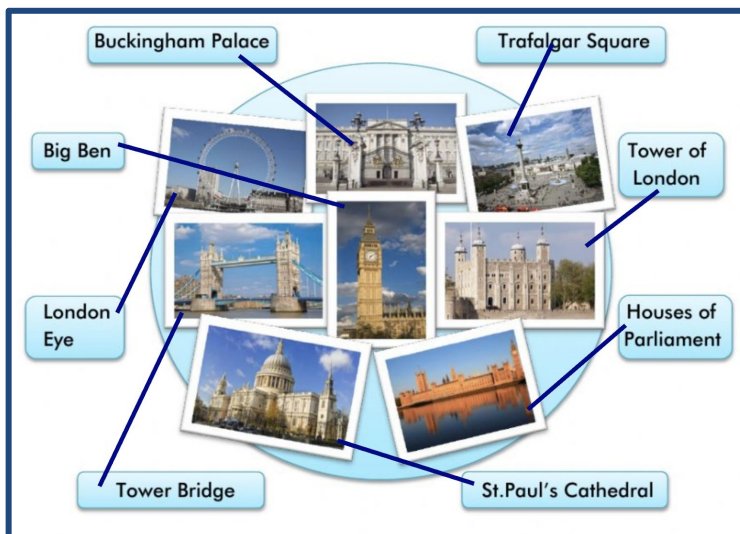 Buckingham Palace
Trafalgar Square
Big Ben
Tower of
London
London
Eye
Houses of
Parliament
Tower Bridge
St.Paul's Cathedral